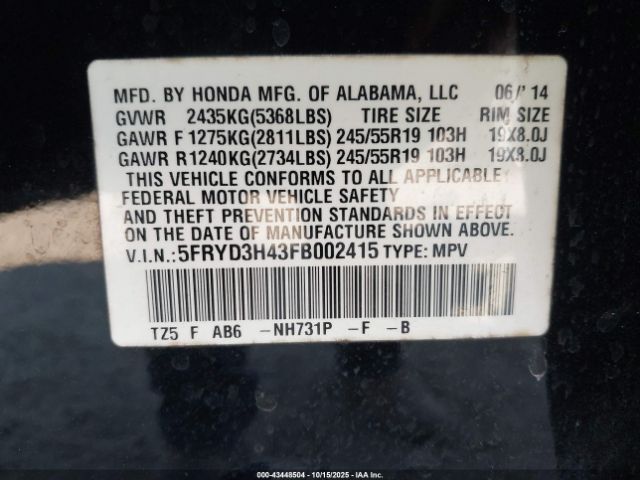 MFD. BY HONDA MFG. OF ALABAMA, LLC 06/'14
GVWR 2435KG(5368LBS) TIRE SIZE RIM SIZE
GAWR F 1275KG(2811LBS) 245/55R19 103H 19X8.0J
GAWR R 1240KG(2734LBS) 245/55R19 103H 19X8.0J
THIS VEHICLE CONFORMS TO ALL APPLICABLE
FEDERAL MOTOR VEHICLE SAFETY
AND THEFT PREVENTION STANDARDS IN EFFECT
ON THE DATE OF MANUFACTURE SHOWN ABOVE.
V.I.N.: 5FRYD3H43FB002415 TYPE: MPV
TZ5 F AB6 -NH731P -F -B
© 2000-43448504 | 10/15/2025 | IAA Holdings, LLC.